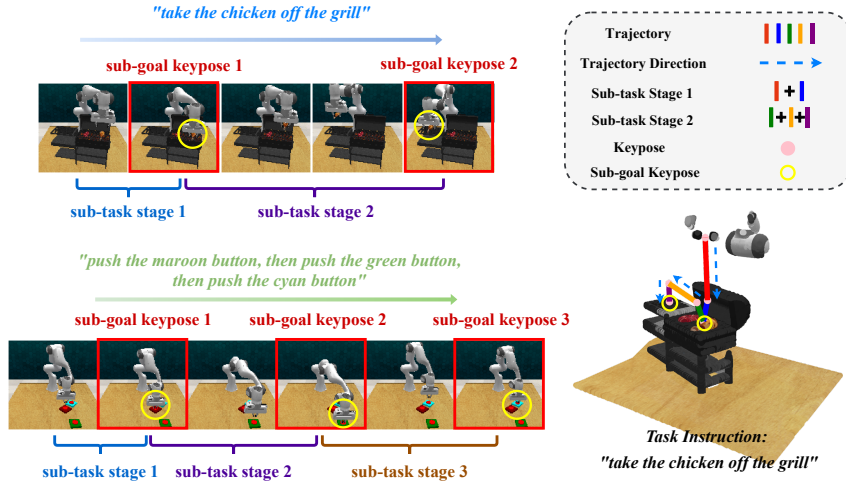 "take the chicken off the grill"
sub-goal keypose 1
sub-goal keypose 2
sub-task stage 1
sub-task stage 2
"push the maroon button, then push the green button,
then push the cyan button"
sub-goal keypose 1
sub-goal keypose 2
sub-goal keypose 3
sub-task stage 1
sub-task stage 2
sub-task stage 3
Trajectory
Trajectory Direction
Sub-task Stage 1
+
Sub-task Stage 2
+ +
Keypose
Sub-goal Keypose
Task Instruction:
"take the chicken off the grill"